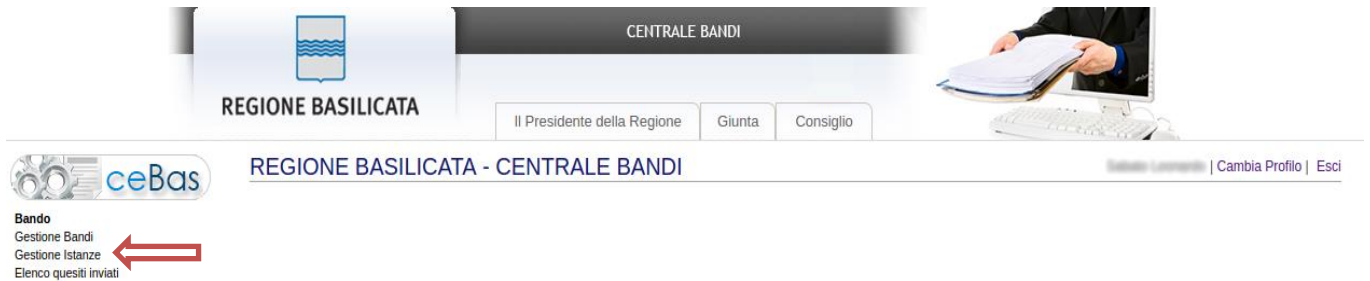 CENTRALE BANDI
REGIONE BASILICATA
Il Presidente della Regione
Giunta
Consiglio
ceBas
REGIONE BASILICATA - CENTRALE BANDI
| Cambia Profilo | Esci
Bando
Gestione Bandi
Gestione Istanze
Elenco quesiti inviati